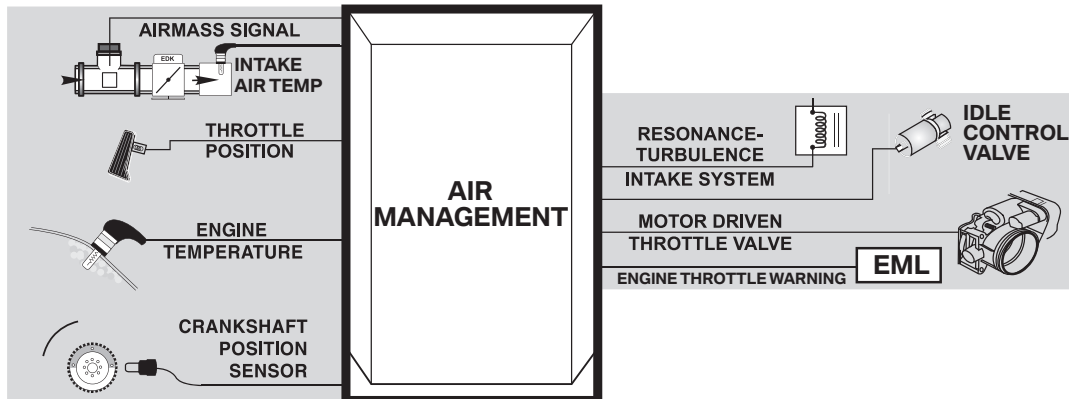 AIRMASS SIGNAL
EDK
INTAKE
AIR TEMP
THROTTLE
POSITION
ENGINE
TEMPERATURE
CRANKSHAFT
POSITION
SENSOR
AIR
MANAGEMENT
RESONANCE-
TURBULENCE
INTAKE SYSTEM
IDLE
CONTROL
VALVE
MOTOR DRIVEN
THROTTLE VALVE
ENGINE THROTTLE WARNING
EML